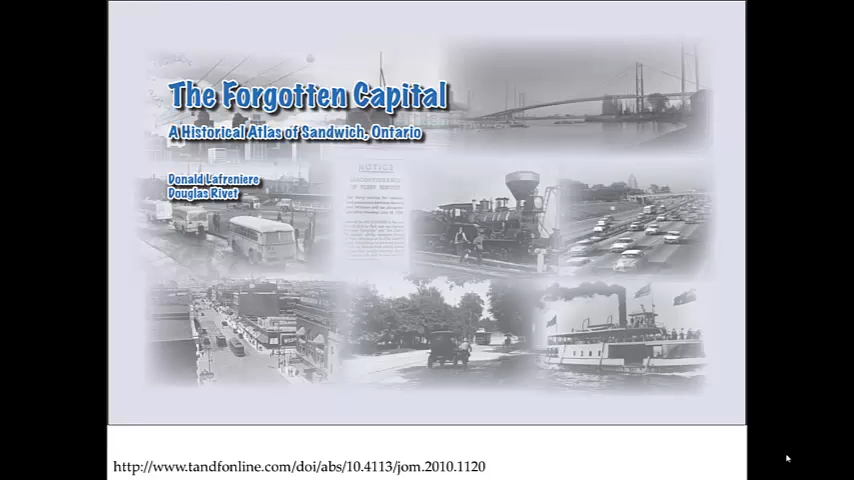 The Forgotten Capital
A Historical Atlas of Sandwich, Ontario
Donald Lafreniere
Douglas Rivet
NOTICE
http://www.tandfonline.com/doi/abs/10.4113/jom.2010.1120